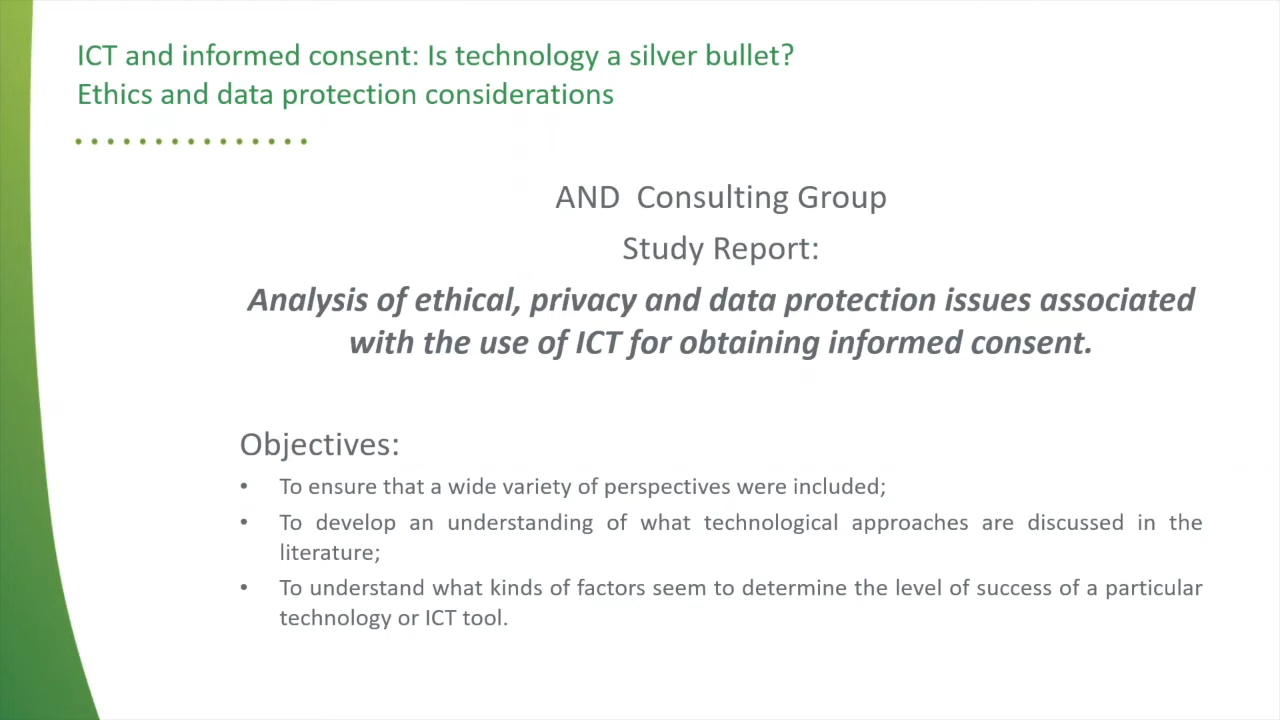 ICT and informed consent: Is technology a silver bullet?
Ethics and data protection considerations
AND  Consulting Group
Study Report:
Analysis of ethical, privacy and data protection issues associated
with the use of ICT for obtaining informed consent.
Objectives:
• To ensure that a wide variety of perspectives were included;
• To develop an understanding of what technological approaches are discussed in the
literature;
• To understand what kinds of factors seem to determine the level of success of a particular
technology or ICT tool.